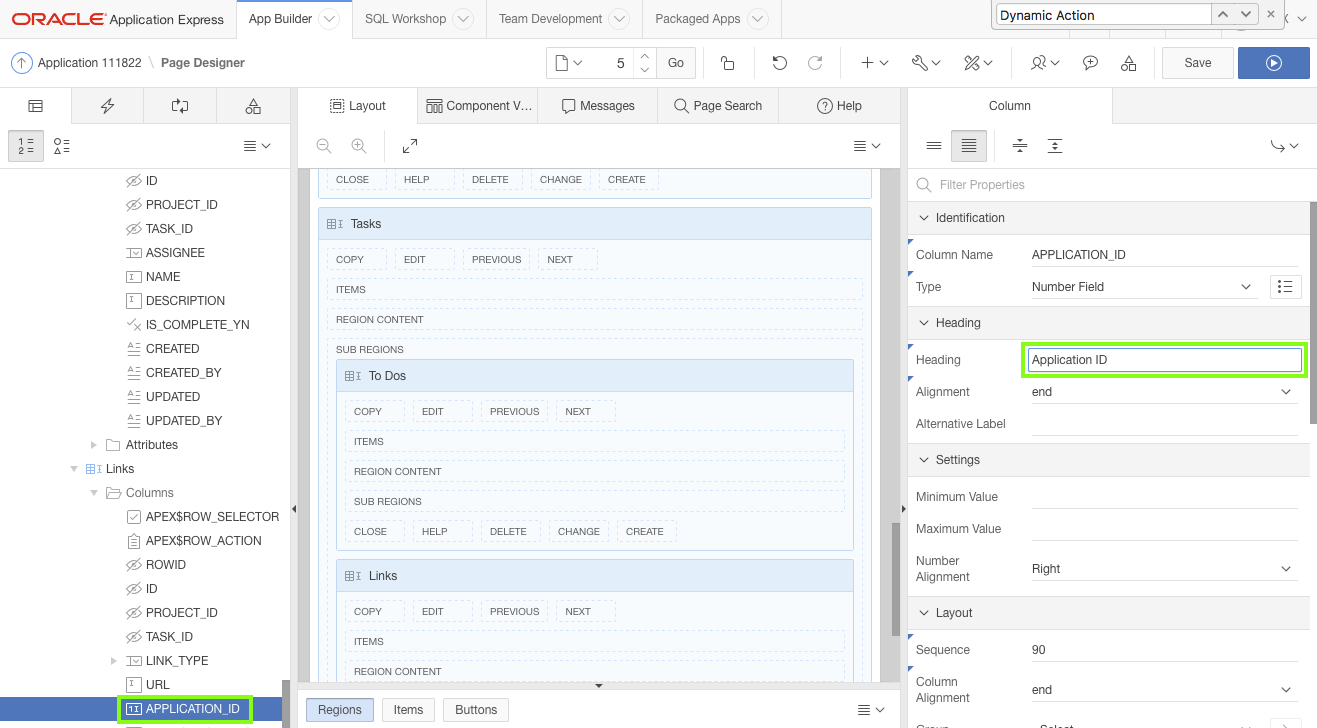 ORACLE Application Express
App Builder
SQL Workshop
Team Development
Packaged Apps
Dynamic Action
Application 111822 \ Page Designer
5
Go
Save
Layout
Component V...
Messages
Page Search
Help
Column
ID
PROJECT_ID
TASK_ID
ASSIGNEE
NAME
DESCRIPTION
IS_COMPLETE_YN
CREATED
CREATED_BY
UPDATED
UPDATED_BY
Attributes
Links
Columns
APEX$ROW_SELECTOR
APEX$ROW_ACTION
ROWID
ID
PROJECT_ID
TASK_ID
LINK_TYPE
URL
APPLICATION_ID
CLOSE HELP DELETE CHANGE CREATE
Tasks
COPY EDIT PREVIOUS NEXT
ITEMS
REGION CONTENT
SUB REGIONS
To Dos
COPY EDIT PREVIOUS NEXT
ITEMS
REGION CONTENT
SUB REGIONS
CLOSE HELP DELETE CHANGE CREATE
Links
COPY EDIT PREVIOUS NEXT
ITEMS
REGION CONTENT
Regions Items Buttons
Filter Properties
Identification
Column Name APPLICATION_ID
Type Number Field
Heading
Heading Application ID
Alignment end
Alternative Label
Settings
Minimum Value
Maximum Value
Number
Alignment Right
Layout
Sequence 90
Column
Alignment end